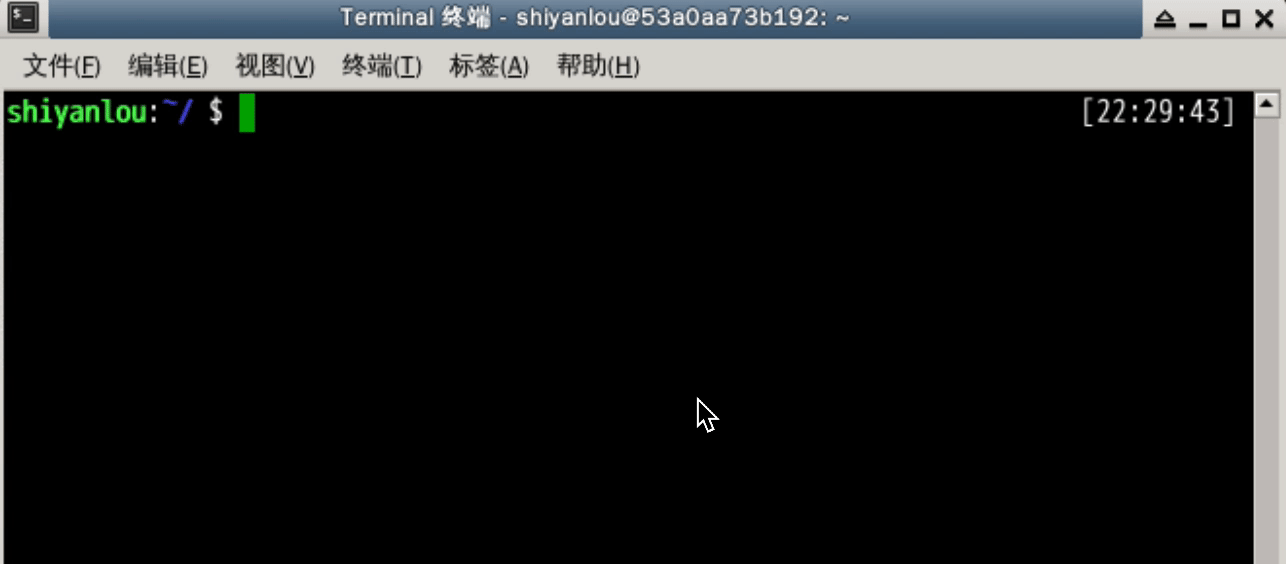 Terminal 终端 - shiyanlou@53a0aa73b192: ~
文件(F) 编辑(E) 视图(V) 终端(T) 标签(A) 帮助(H)
shiyanlou:~/ $ [22:29:43]